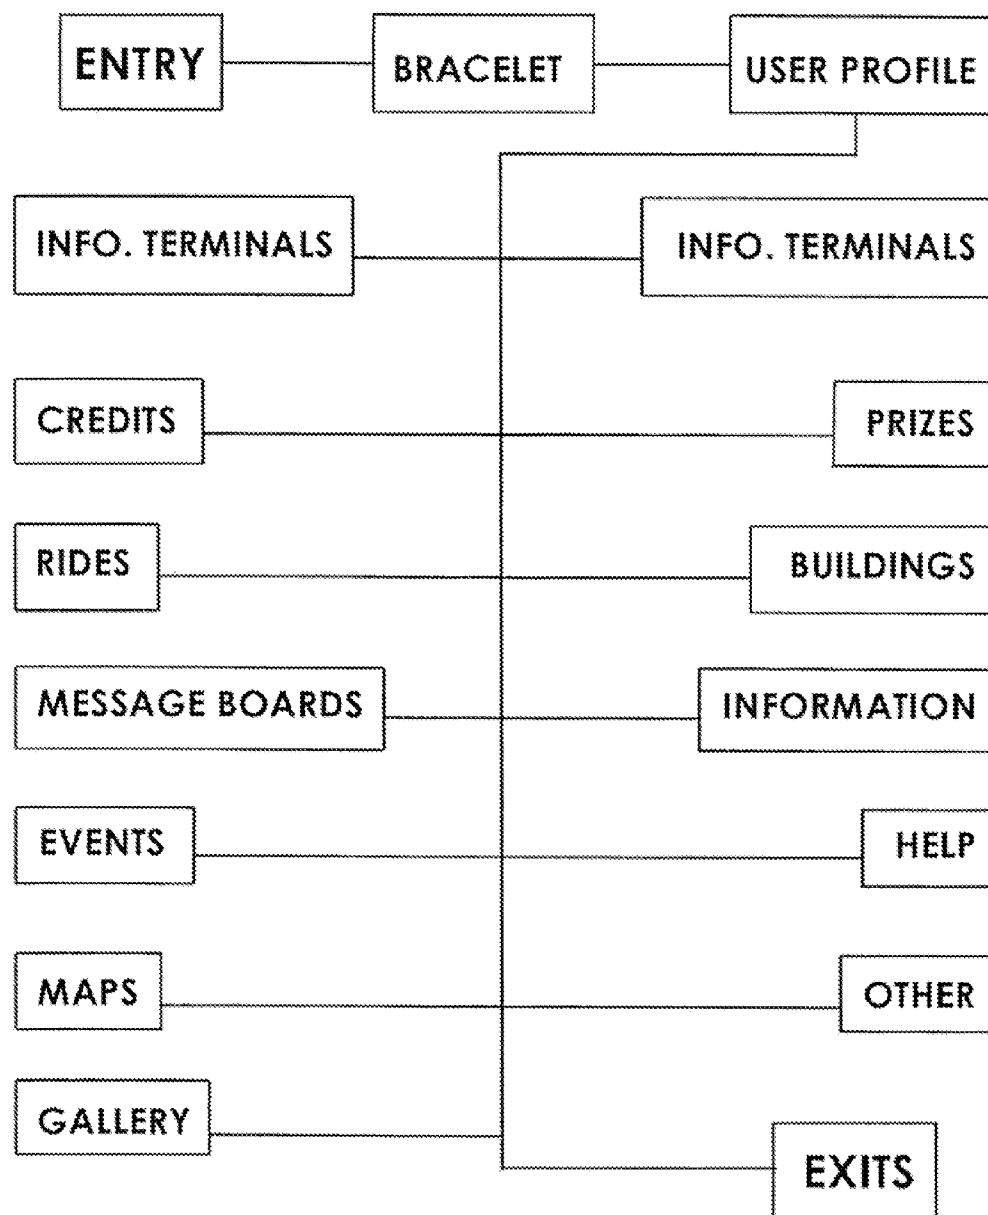 ENTRY
BRACELET
USER PROFILE
INFO. TERMINALS
INFO. TERMINALS
CREDITS
PRIZES
RIDES
BUILDINGS
MESSAGE BOARDS
INFORMATION
EVENTS
HELP
MAPS
OTHER
GALLERY
EXITS